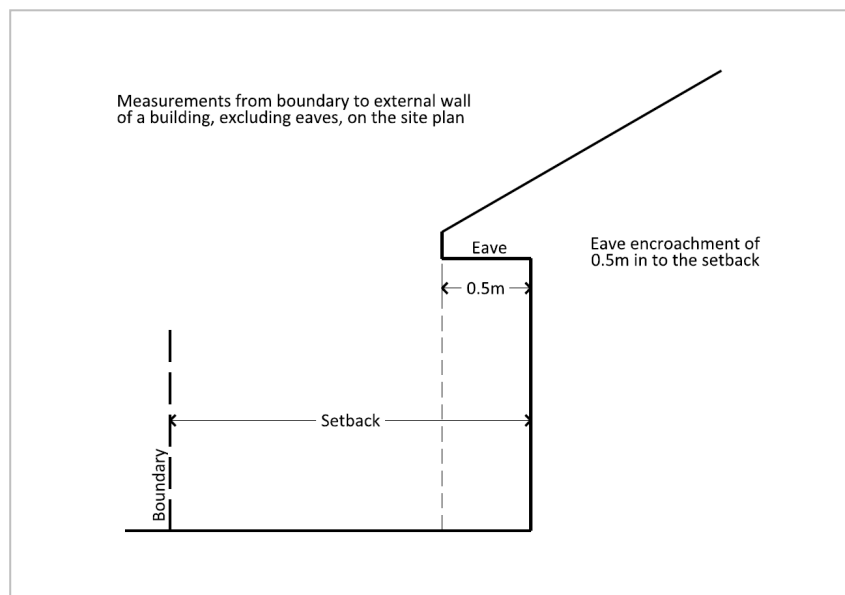 Measurements from boundary to external wall
of a building, excluding eaves, on the site plan
Eave
Eave encroachment of
0.5m in to the setback
0.5m
Setback
Boundary